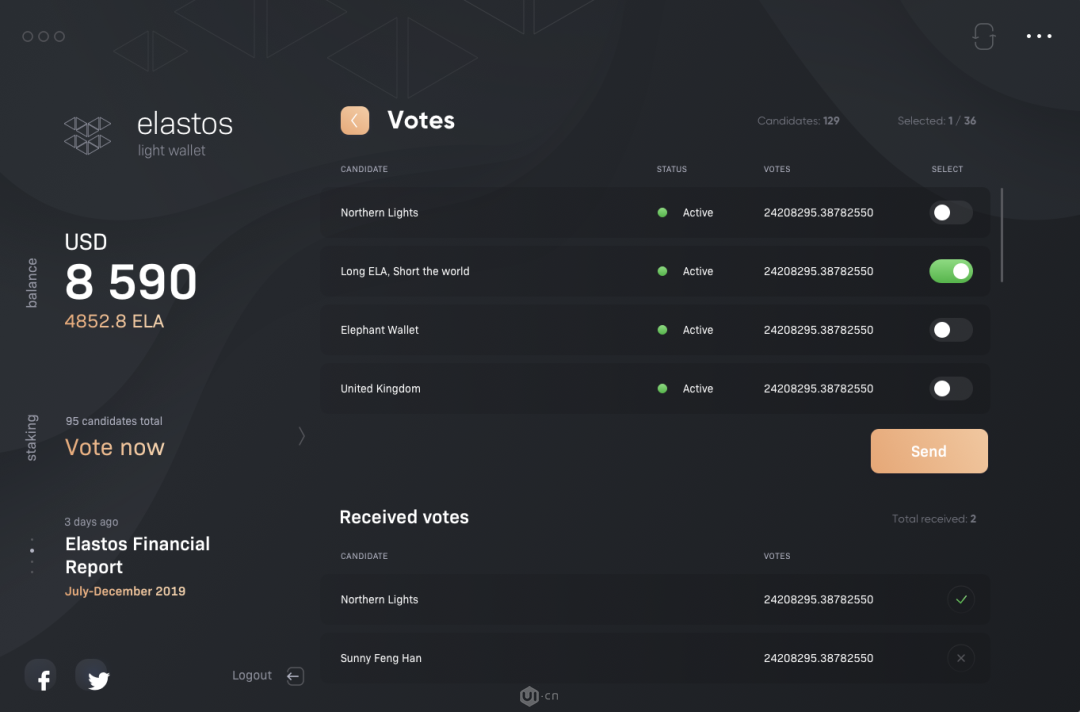 elastos
light wallet
balance
USD
8 590
4852.8 ELA
staking
95 candidates total
Vote now
3 days ago
Elastos Financial
Report
July-December 2019
Logout
Votes
Candidates: 129
Selected: 1 / 36
CANDIDATE STATUS VOTES SELECT
Northern Lights Active 24208295.38782550
Long ELA, Short the world Active 24208295.38782550
Elephant Wallet Active 24208295.38782550
United Kingdom Active 24208295.38782550
Send
Received votes
Total received: 2
CANDIDATE VOTES
Northern Lights 24208295.38782550
Sunny Feng Han 24208295.38782550
UI·cn